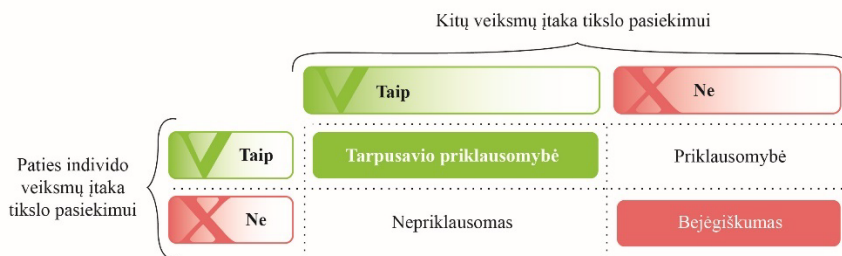 Kitų veiksmų įtaka tikslo pasiekimui
Taip
Ne
Paties individo
veiksmų įtaka
tikslo pasiekimui
Taip
Tarpusavio priklausomybė
Priklausomybė
Ne
Nepriklausomas
Bejėgiškumas